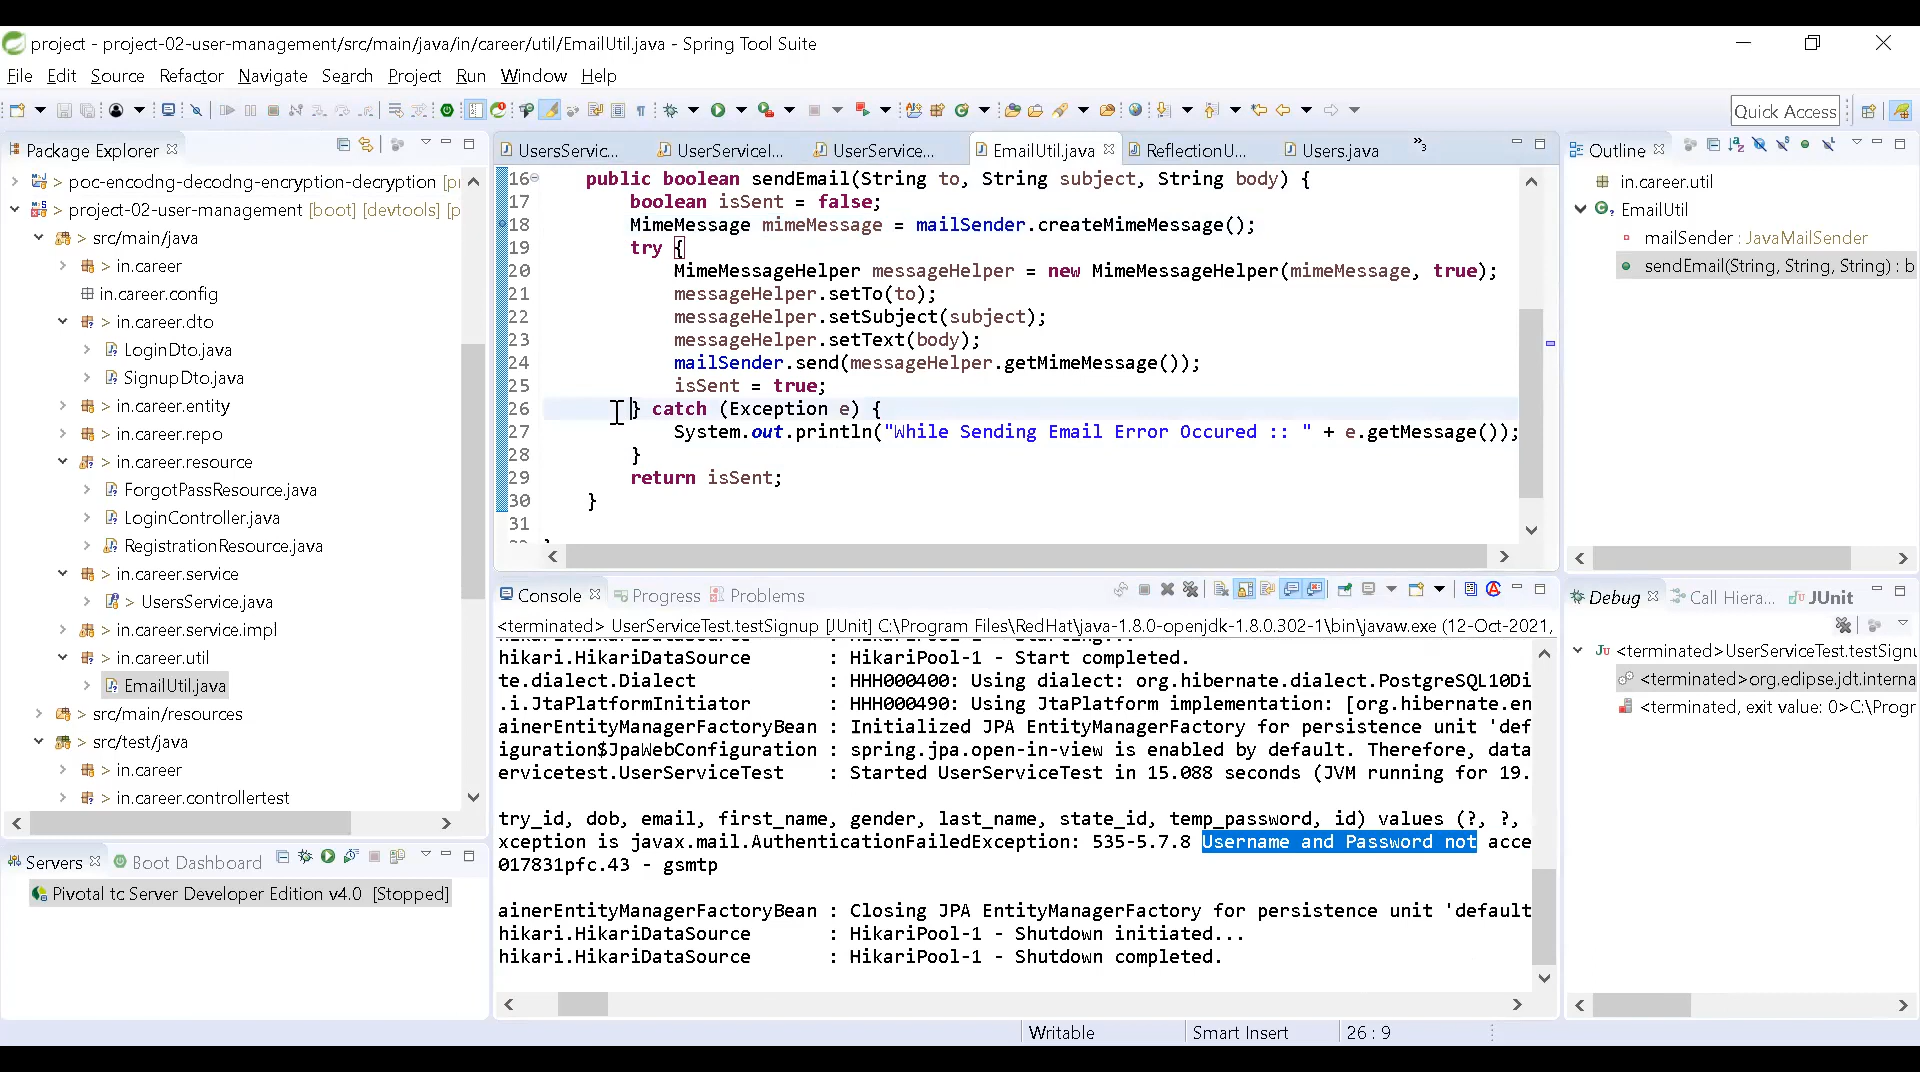 project - project-02-user-management/src/main/java/in/career/util/EmailUtil.java - Spring Tool Suite
File Edit Source Refactor Navigate Search Project Run Window Help
Quick Access
Package Explorer
> poc-encodng-decodng-encryption-decryption [pr
> project-02-user-management [boot] [devtools] [p
> src/main/java
> in.career
in.career.config
> in.career.dto
LoginDto.java
SignupDto.java
> in.career.entity
> in.career.repo
> in.career.resource
ForgotPassResource.java
LoginController.java
RegistrationResource.java
> in.career.service
> UsersService.java
> in.career.service.impl
> in.career.util
EmailUtil.java
> src/main/resources
> src/test/java
> in.career
> in.career.controllertest
Servers Boot Dashboard
Pivotal tc Server Developer Edition v4.0 [Stopped]
UsersServic... UserServiceI... UserService... EmailUtil.java ReflectionU... Users.java »3
16 public boolean sendEmail(String to, String subject, String body) {
17 boolean isSent = false;
18 MimeMessage mimeMessage = mailSender.createMimeMessage();
19 try {
20 MimeMessageHelper messageHelper = new MimeMessageHelper(mimeMessage, true);
21 messageHelper.setTo(to);
22 messageHelper.setSubject(subject);
23 messageHelper.setText(body);
24 mailSender.send(messageHelper.getMimeMessage());
25 isSent = true;
26 } catch (Exception e) {
27 System.out.println("While Sending Email Error Occured :: " + e.getMessage());
28 }
29 return isSent;
30 }
31
Console Progress Problems
<terminated> UserServiceTest.testSignup [JUnit] C:\Program Files\RedHat\java-1.8.0-openjdk-1.8.0.302-1\bin\javaw.exe (12-Oct-2021,
hikari.HikariDataSource : HikariPool-1 - Starting...
hikari.HikariDataSource : HikariPool-1 - Start completed.
te.dialect.Dialect : HHH000400: Using dialect: org.hibernate.dialect.PostgreSQL10Di
.i.JtaPlatformInitiator : HHH000490: Using JtaPlatform implementation: [org.hibernate.en
ainerEntityManagerFactoryBean : Initialized JPA EntityManagerFactory for persistence unit 'def
iguration$JpaWebConfiguration : spring.jpa.open-in-view is enabled by default. Therefore, data
ervicetest.UserServiceTest : Started UserServiceTest in 15.088 seconds (JVM running for 19.
try_id, dob, email, first_name, gender, last_name, state_id, temp_password, id) values (?, ?,
xception is javax.mail.AuthenticationFailedException: 535-5.7.8 Username and Password not acce
017831pfc.43 - gsmtp
ainerEntityManagerFactoryBean : Closing JPA EntityManagerFactory for persistence unit 'default
hikari.HikariDataSource : HikariPool-1 - Shutdown initiated...
hikari.HikariDataSource : HikariPool-1 - Shutdown completed.
Outline
in.career.util
EmailUtil
mailSender : JavaMailSender
sendEmail(String, String, String) : b
Debug Call Hiera... JUnit
<terminated>UserServiceTest.testSignu
<terminated>org.eclipse.jdt.interna
<terminated, exit value: 0>C:\Progr
Writable Smart Insert 26 : 9